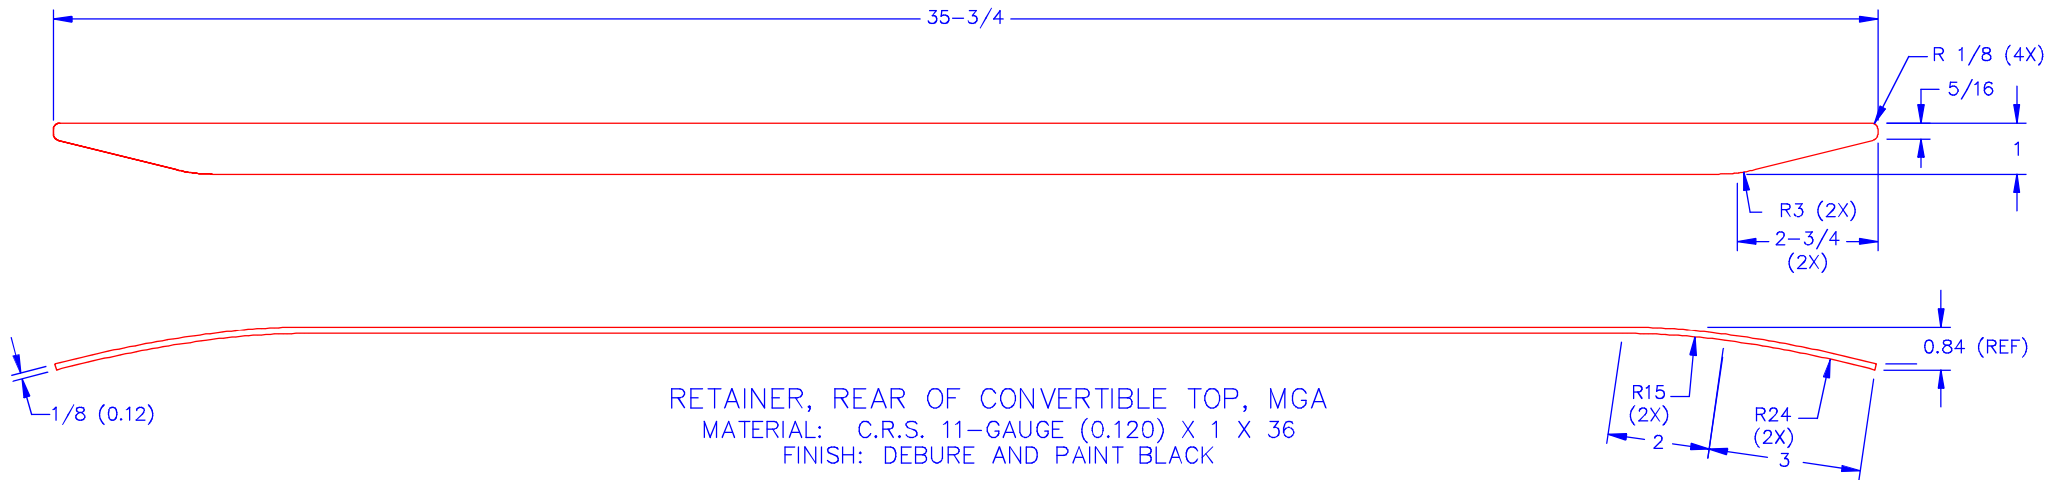 35-3/4
R 1/8 (4X)
5/16
1
R3 (2X)
2-3/4
(2X)
0.84 (REF)
1/8 (0.12)
R15
(2X)
2
R24
(2X)
3
RETAINER, REAR OF CONVERTIBLE TOP, MGA
MATERIAL: C.R.S. 11-GAUGE (0.120) X 1 X 36
FINISH: DEBURE AND PAINT BLACK